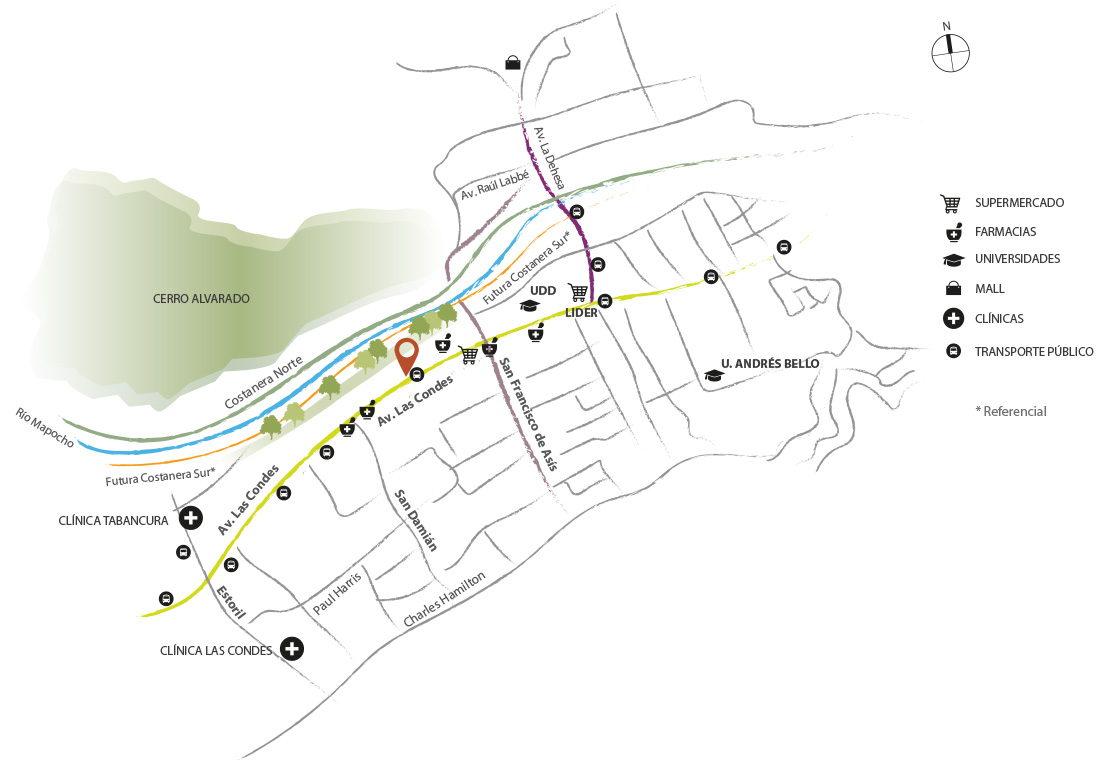 N
Av. La Dehesa
Av. Raúl Labbé
Futura Costanera Sur*
CERRO ALVARADO
UDD
LIDER
U. ANDRÉS BELLO
Costanera Norte
Río Mapocho
Futura Costanera Sur*
Av. Las Condes
San Francisco de Asís
Av. Las Condes
San Damián
CLÍNICA TABANCURA
Estoril
Paul Harris
Charles Hamilton
CLÍNICA LAS CONDES
SUPERMERCADO
FARMACIAS
UNIVERSIDADES
MALL
CLÍNICAS
TRANSPORTE PÚBLICO
* Referencial